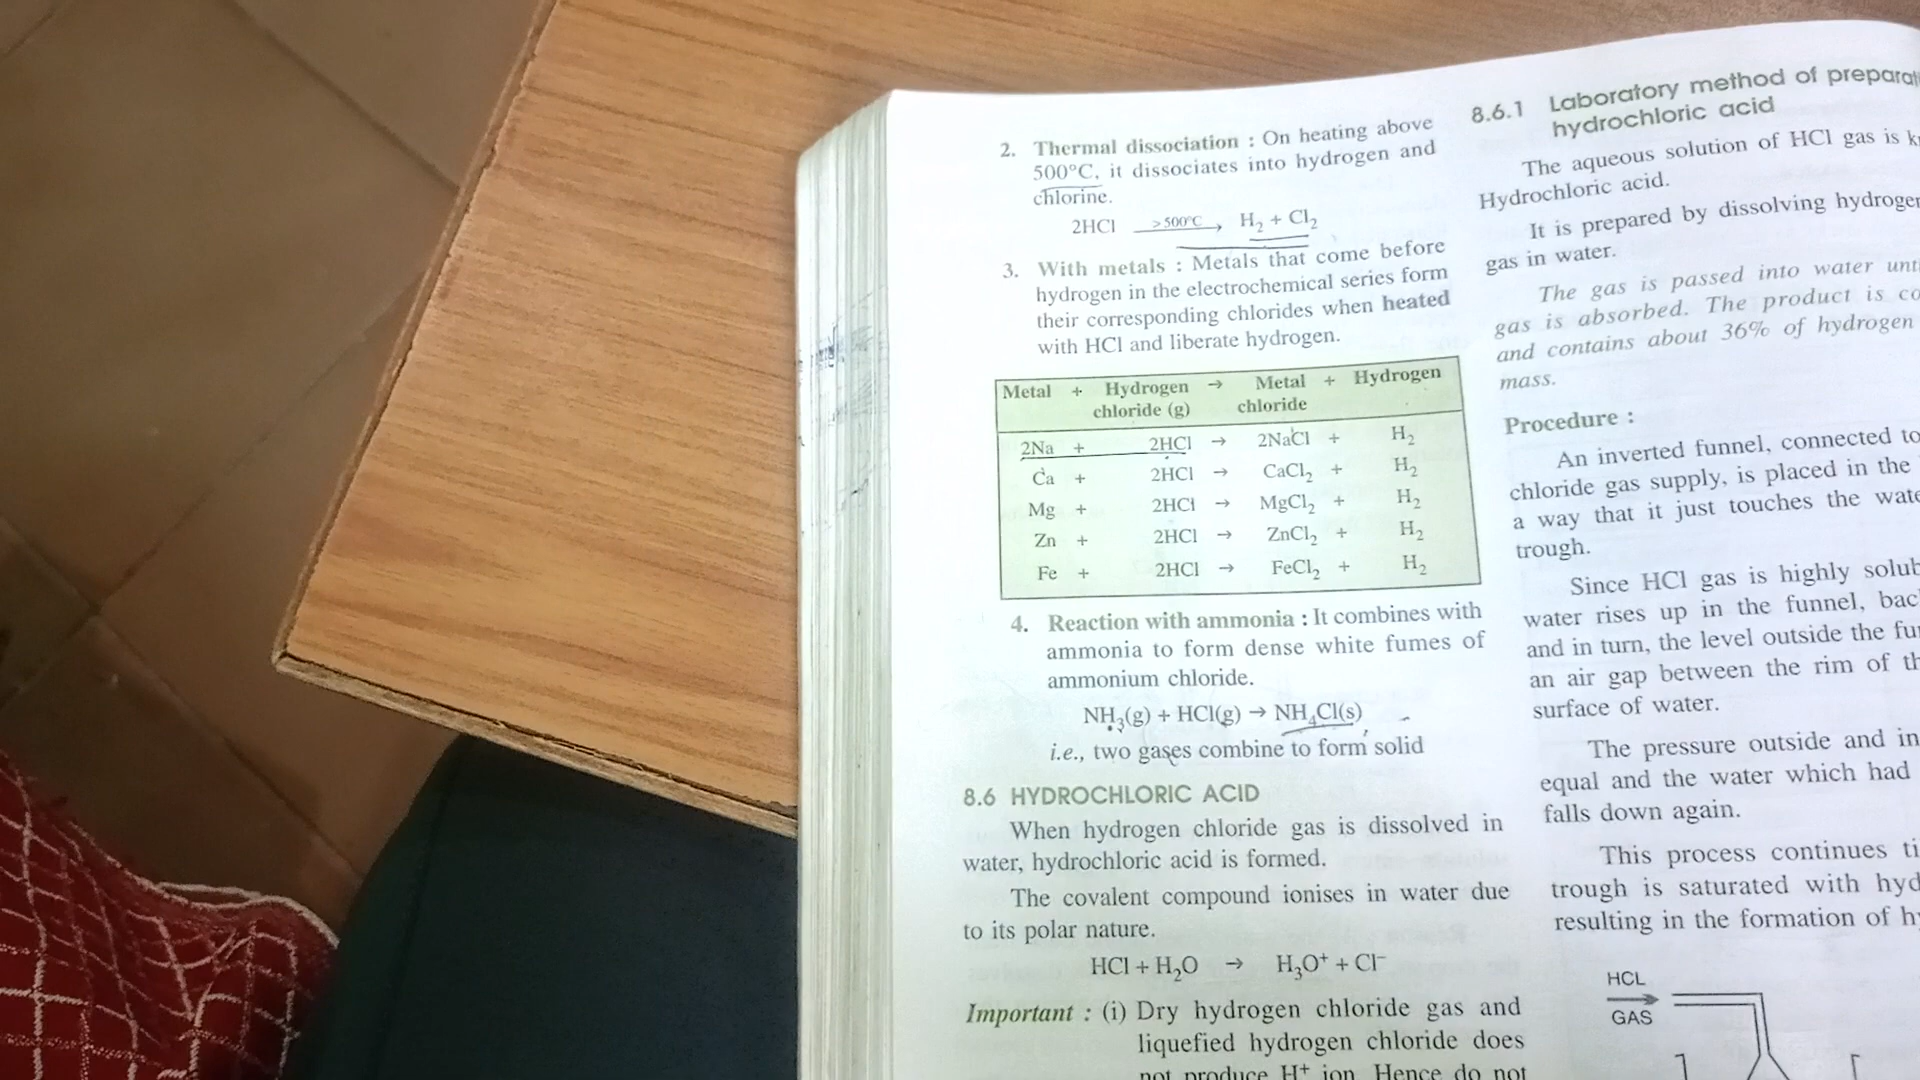 2. Thermal dissociation : On heating above
500°C, it dissociates into hydrogen and
chlorine.
2HCl >500°C → H₂ + Cl₂
3. With metals : Metals that come before
hydrogen in the electrochemical series form
their corresponding chlorides when heated
with HCl and liberate hydrogen.
Metal + Hydrogen → Metal + Hydrogen
chloride (g) chloride
2Na + 2HCl → 2NaCl + H₂
Ca + 2HCl → CaCl₂ + H₂
Mg + 2HCl → MgCl₂ + H₂
Zn + 2HCl → ZnCl₂ + H₂
Fe + 2HCl → FeCl₂ + H₂
4. Reaction with ammonia : It combines with
ammonia to form dense white fumes of
ammonium chloride.
NH₃(g) + HCl(g) → NH₄Cl(s)
i.e., two gases combine to form solid
8.6 HYDROCHLORIC ACID
When hydrogen chloride gas is dissolved in
water, hydrochloric acid is formed.
The covalent compound ionises in water due
to its polar nature.
HCl + H₂O → H₃O⁺ + Cl⁻
Important : (i) Dry hydrogen chloride gas and
liquefied hydrogen chloride does
not produce H⁺ ion. Hence do not
8.6.1 Laboratory method of
hydrochloric acid
The aqueous solution of HCl gas is
Hydrochloric acid.
It is prepared by dissolving
gas in water.
The gas is passed into water
gas is absorbed. The product is
and contains about 36% of hydrogen
mass.
Procedure :
An inverted funnel, connected to
chloride gas supply, is placed in the
a way that it just touches the
trough.
Since HCl gas is highly
water rises up in the funnel,
and in turn, the level outside the
an air gap between the rim of
surface of water.
The pressure outside and
equal and the water which had
falls down again.
This process continues
trough is saturated with
resulting in the formation of
HCL
GAS